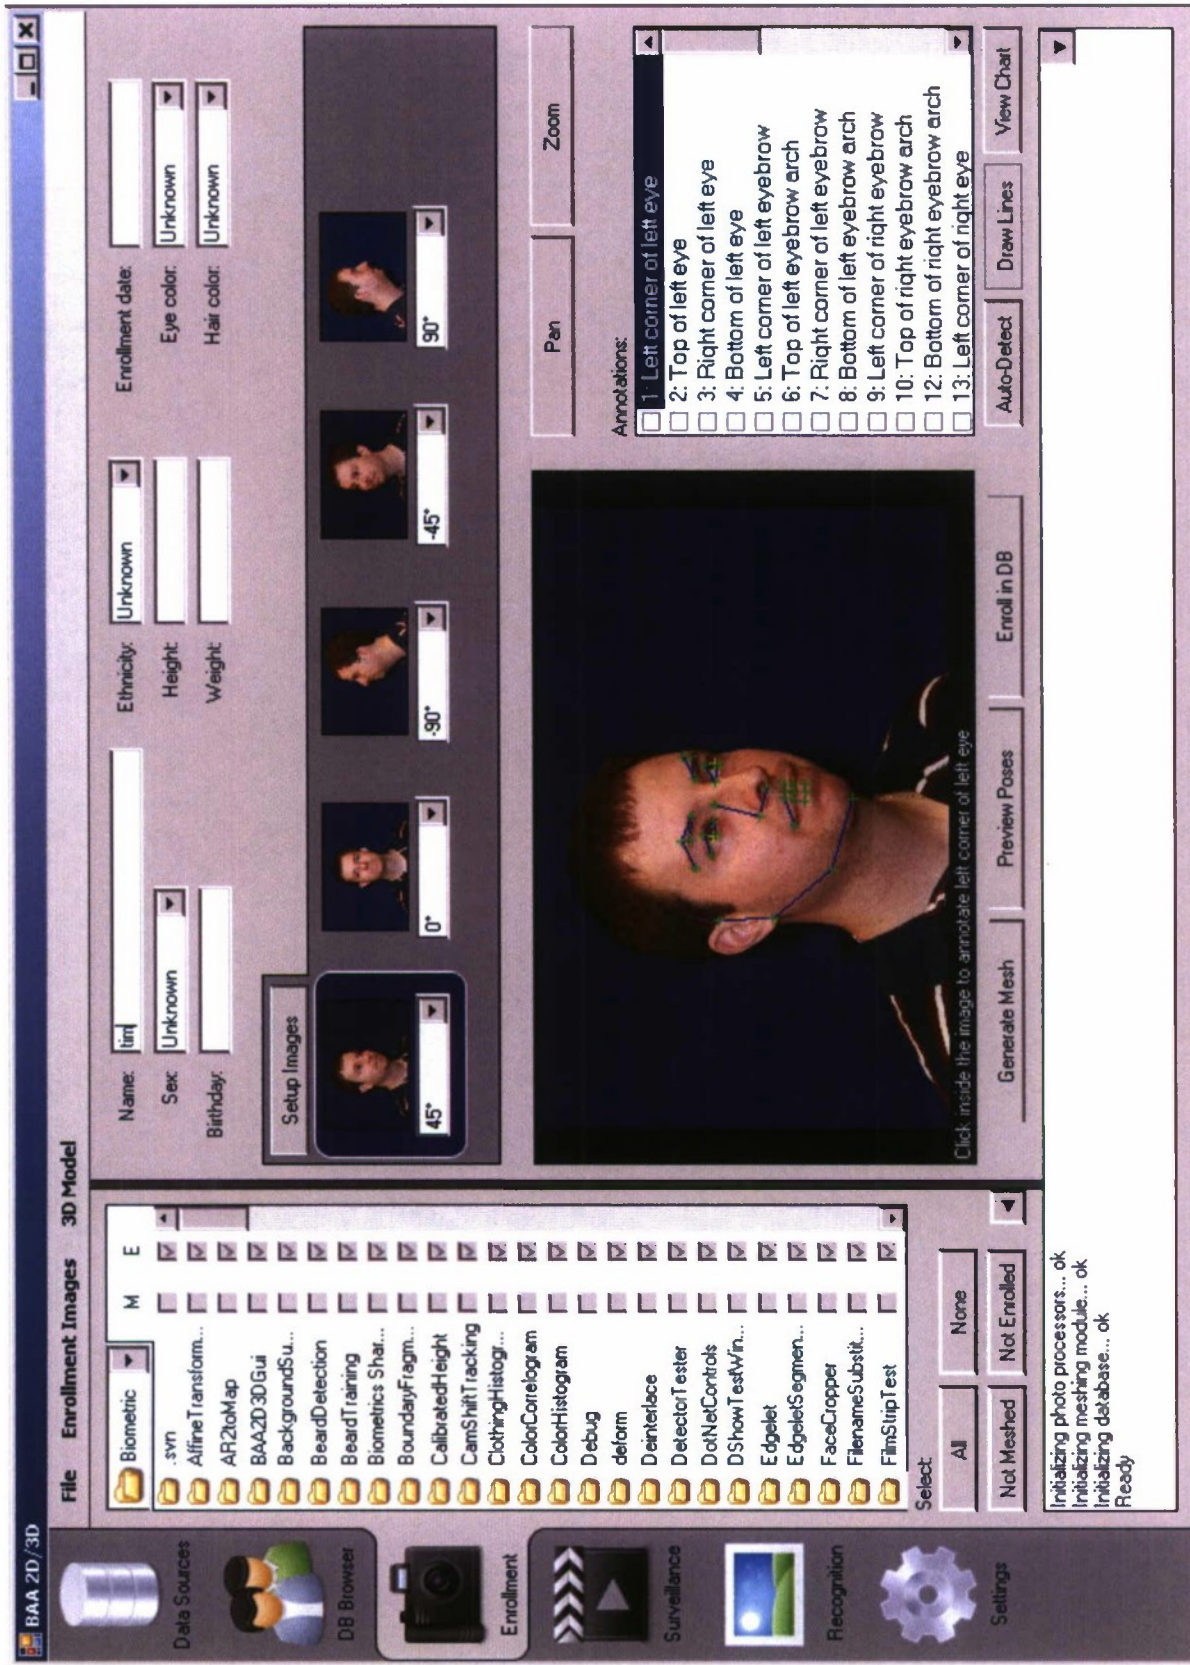 BAA 2D/3D
File Enrollment Images 3D Model
Data Sources
DB Browser
Enrollment
Surveillance
Recognition
Settings
Biometric M E
.svn
AffineTransform...
AR2toMap
BAA2D3DGui
BackgroundSu...
BeardDetection
BeardTraining
Biometrics Shar...
BoundaryFragm...
CalibratedHeight
CamShiftTracking
ClothingHistogr...
ColorCorrelogram
ColorHistogram
Debug
deform
Deinterlace
DetectorTester
DotNetControls
DShowTestWin...
Edgelet
EdgeletSegmen...
FaceCropper
FilenameSubstit...
FilmStripTest
Select:
All None
Not Meshed Not Enrolled
Name: tim
Sex: Unknown
Birthday:
Ethnicity: Unknown
Height:
Weight:
Enrollment date:
Eye color: Unknown
Hair color: Unknown
Setup Images
45° 0° -90° -45° 90°
Click inside the image to annotate left corner of left eye
Generate Mesh Preview Poses Enroll in DB
Pan Zoom
Annotations:
1: Left corner of left eye
2: Top of left eye
3: Right corner of left eye
4: Bottom of left eye
5: Left corner of left eyebrow
6: Top of left eyebrow arch
7: Right corner of left eyebrow
8: Bottom of left eyebrow arch
9: Left corner of right eyebrow
10: Top of right eyebrow arch
12: Bottom of right eyebrow arch
13: Left corner of right eye
Auto-Detect Draw Lines View Chart
Initializing photo processors... ok
Initializing meshing module... ok
Initializing database... ok
Ready